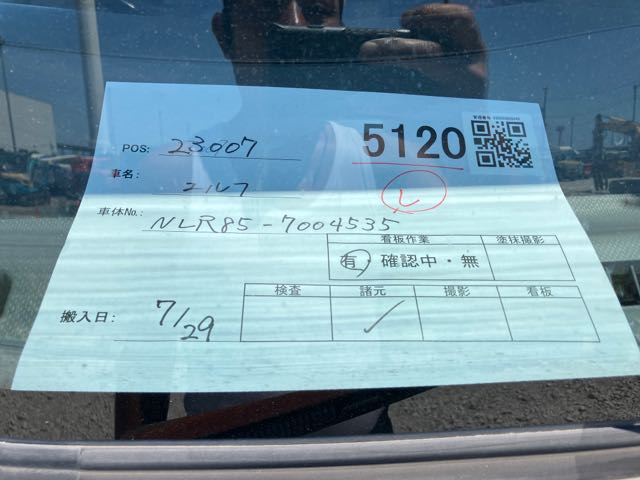 POS: 23007
5120
車名: エルフ
レ
車体No.: NLR85-7004535
看板作業 塗抹撮影
有 確認中・無
検査 諸元 撮影 看板
✓
搬入日: 7/29